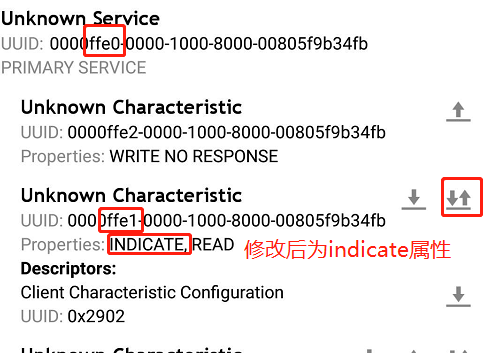 Unknown Service
UUID: 0000ffe0-0000-1000-8000-00805f9b34fb
PRIMARY SERVICE
Unknown Characteristic
UUID: 0000ffe2-0000-1000-8000-00805f9b34fb
Properties: WRITE NO RESPONSE
Unknown Characteristic
UUID: 0000ffe1-0000-1000-8000-00805f9b34fb
Properties: INDICATE, READ
修改后为indicate属性
Descriptors:
Client Characteristic Configuration
UUID: 0x2902
Unknown Characteristic